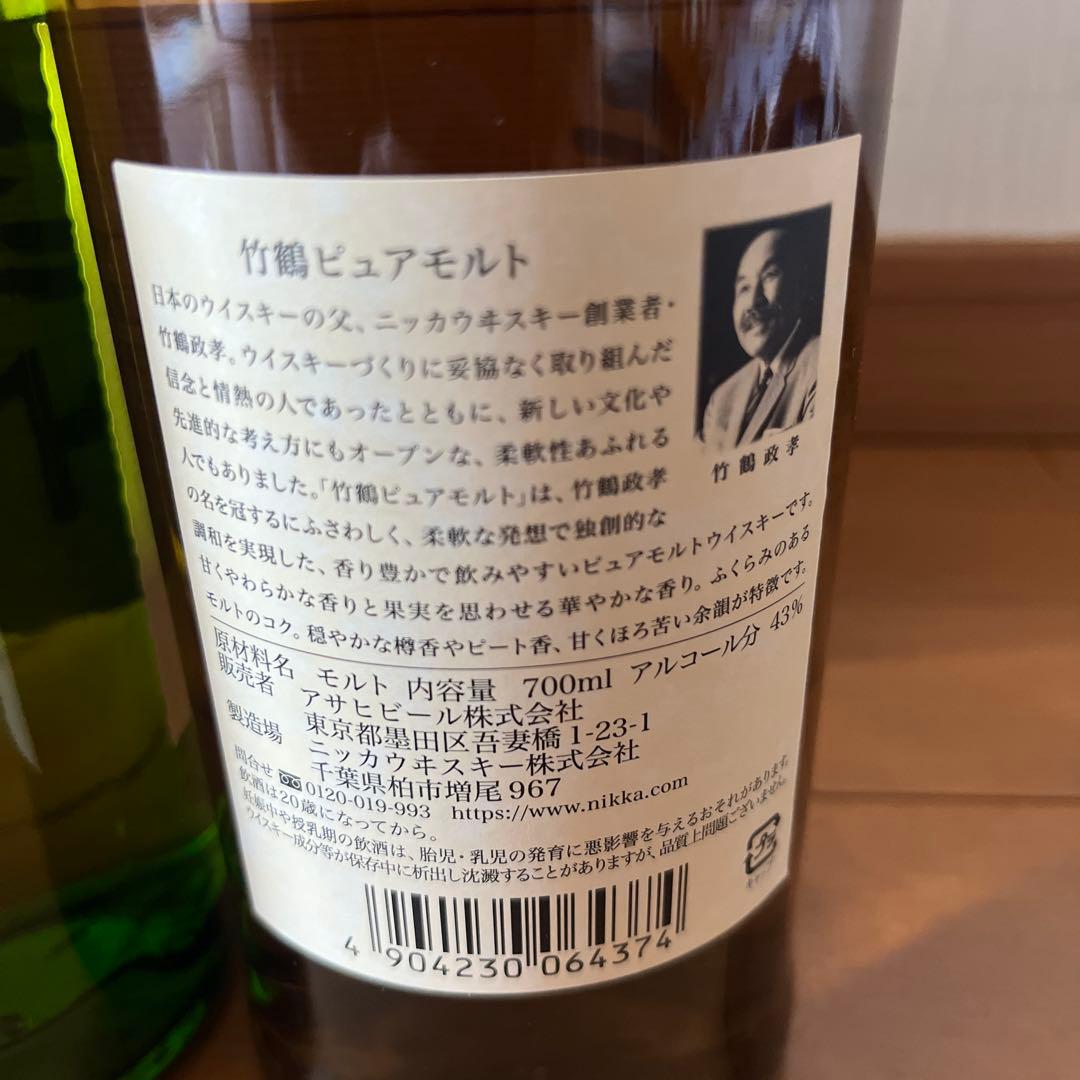 竹鶴ピュアモルト
日本のウイスキーの父、ニッカウヰスキー創業者・
竹鶴政孝。ウイスキーづくりに妥協なく取り組んだ
信念と情熱の人であったとともに、新しい文化や
先進的な考え方にもオープンな、柔軟性あふれる
人でもありました。「竹鶴ピュアモルト」は、竹鶴政孝
の名を冠するにふさわしく、柔軟な発想で独創的な
調和を実現した、香り豊かで飲みやすいピュアモルトウイスキーです。
甘くやわらかな香りと果実を思わせる華やかな香り。ふくらみのある
モルトのコク。穏やかな樽香やピート香、甘くほろ苦い余韻が特徴です。
竹鶴政孝
原材料名 モルト 内容量 700ml アルコール分 43%
販売者 アサヒビール株式会社
東京都墨田区吾妻橋1-23-1
製造場 ニッカウヰスキー株式会社
千葉県柏市増尾967
問合せ 0120-019-993 https://www.nikka.com
飲酒は20歳になってから。
妊娠中や授乳期の飲酒は、胎児・乳児の発育に悪影響を与えるおそれがあります。
ウイスキー成分等が保存中に析出し沈澱することがありますが、品質上問題ございません。
キャップ
4 904230 064374